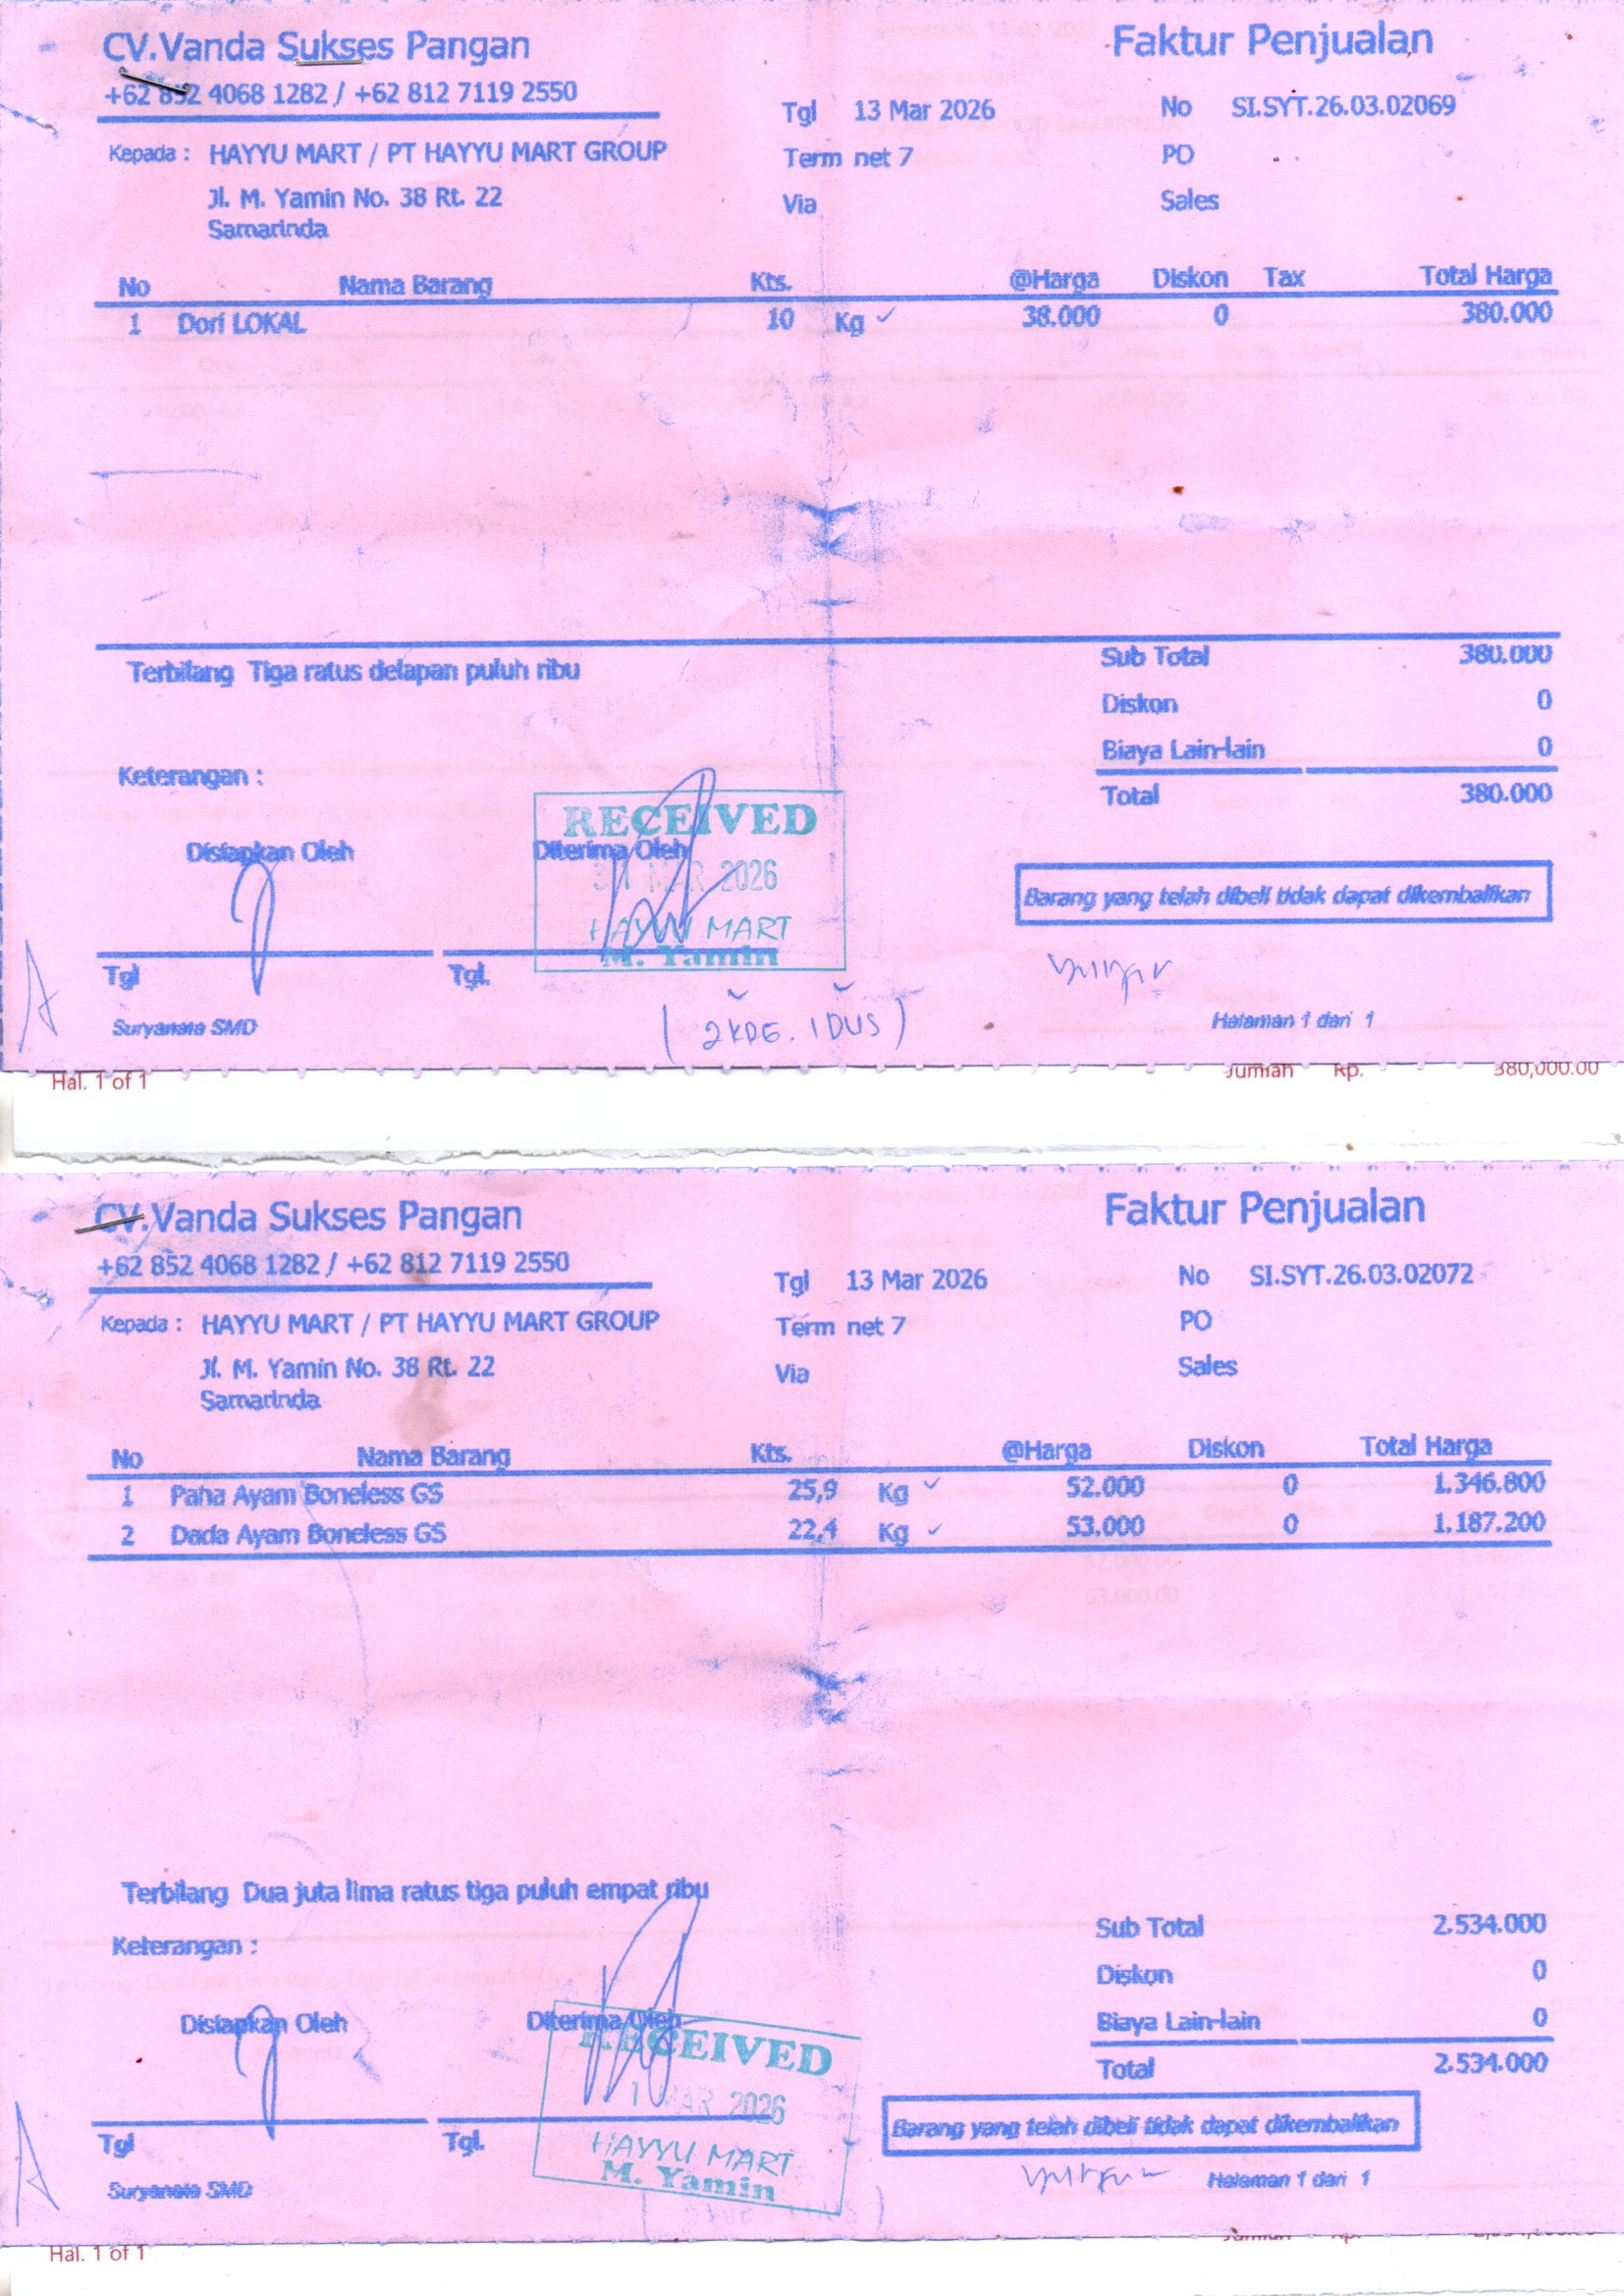 CV.Vanda Sukses Pangan
Faktur Penjualan
+62 852 4068 1282 / +62 812 7119 2550
Tgl 13 Mar 2026 No SI.SYT.26.03.02069
Kepada : HAYYU MART / PT HAYYU MART GROUP
Term net 7 PO
Jl. M. Yamin No. 38 Rt. 22
Via Sales
Samarinda
No Nama Barang Kts. @Harga Diskon Tax Total Harga
1 Dori LOKAL 10 Kg 38.000 0 380.000
Terbilang Tiga ratus delapan puluh ribu
Sub Total 380.000
Diskon 0
Biaya Lain-lain 0
Keterangan :
Total 380.000
RECEIVED
Disiapkan Oleh Diterima Oleh
MAR 2026
Barang yang telah dibeli tidak dapat dikembalikan
HAYYU MART
M. Yamin
Tgl Tgl.
Suryanata SMD
(2 KDE. 1 DUS)
Halaman 1 dari 1
Hal. 1 of 1
Jumlah Rp. 380,000.00
CV.Vanda Sukses Pangan
Faktur Penjualan
+62 852 4068 1282 / +62 812 7119 2550
Tgl 13 Mar 2026 No SI.SYT.26.03.02072
Kepada : HAYYU MART / PT HAYYU MART GROUP
Term net 7 PO
Jl. M. Yamin No. 38 Rt. 22
Via Sales
Samarinda
No Nama Barang Kts. @Harga Diskon Total Harga
1 Paha Ayam Boneless GS 25,9 Kg 52.000 0 1.346.800
2 Dada Ayam Boneless GS 22,4 Kg 53.000 0 1.187.200
Terbilang Dua juta lima ratus tiga puluh empat ribu
Sub Total 2.534.000
Keterangan :
Diskon 0
Disiapkan Oleh Diterima Oleh
Biaya Lain-lain 0
RECEIVED
Total 2.534.000
MAR 2026
Barang yang telah dibeli tidak dapat dikembalikan
Tgl Tgl.
HAYYU MART
M. Yamin
Suryanata SMD
Halaman 1 dari 1
Hal. 1 of 1